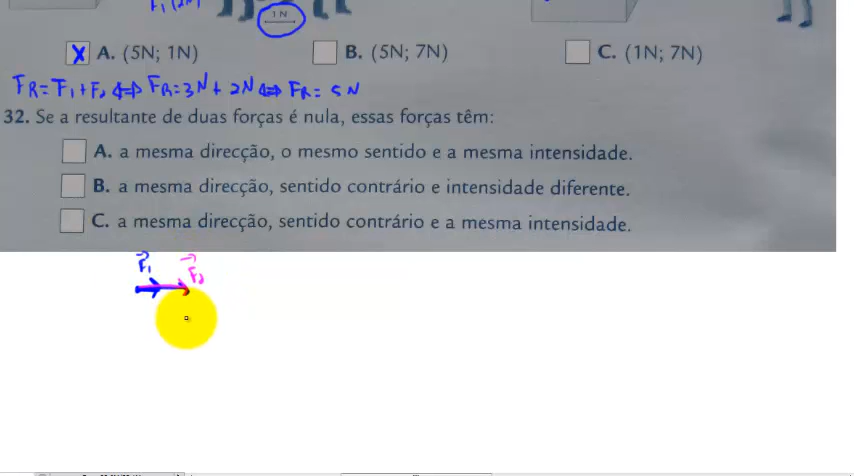 1 N
X A. (5N; 1N) B. (5N; 7N) C. (1N; 7N)
FR = F1 + F2 <=> FR = 3N + 2N <=> FR = 5N
32. Se a resultante de duas forças é nula, essas forças têm:
A. a mesma direcção, o mesmo sentido e a mesma intensidade.
B. a mesma direcção, sentido contrário e intensidade diferente.
C. a mesma direcção, sentido contrário e a mesma intensidade.
F1 F2